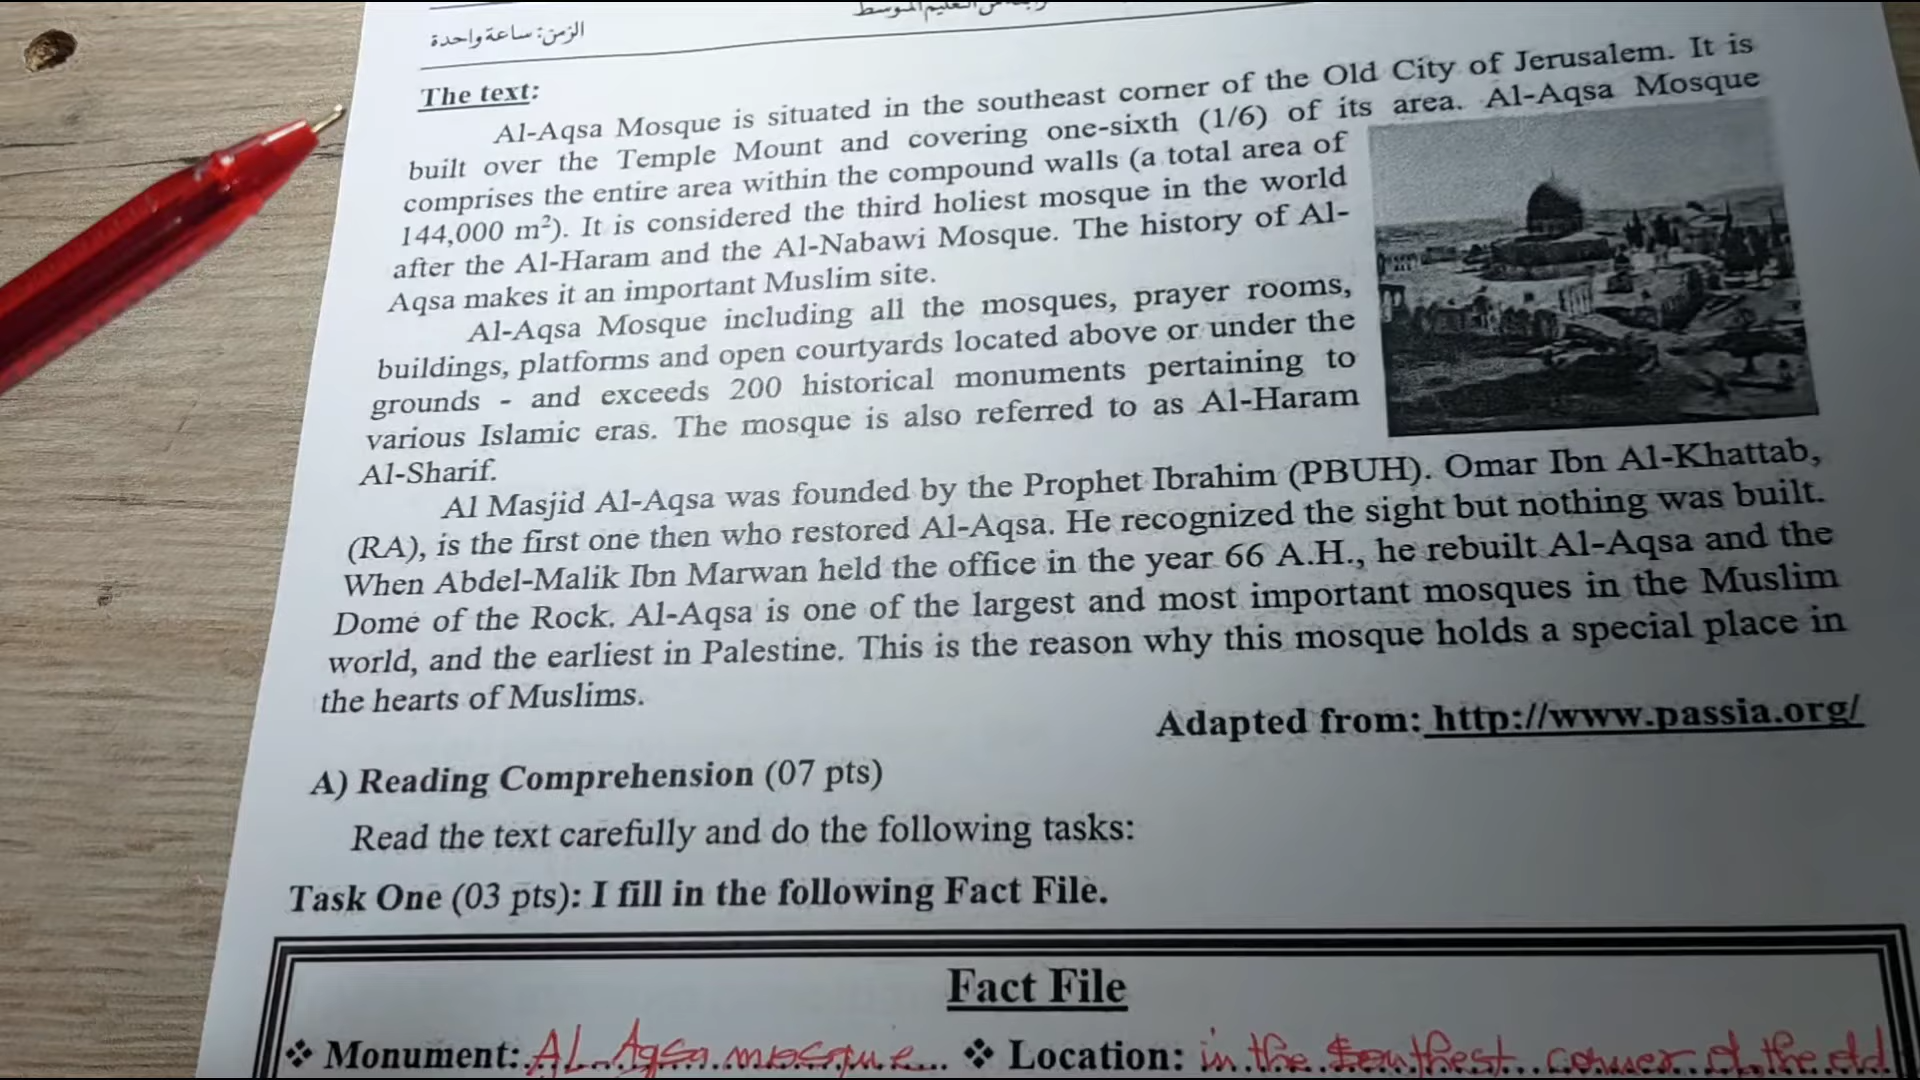 الزمن: ساعة واحدة
The text:
Al-Aqsa Mosque is situated in the southeast corner of the Old City of Jerusalem. It is
built over the Temple Mount and covering one-sixth (1/6) of its area. Al-Aqsa Mosque
comprises the entire area within the compound walls (a total area of
144,000 m²). It is considered the third holiest mosque in the world
after the Al-Haram and the Al-Nabawi Mosque. The history of Al-
Aqsa makes it an important Muslim site.
Al-Aqsa Mosque including all the mosques, prayer rooms,
buildings, platforms and open courtyards located above or under the
grounds - and exceeds 200 historical monuments pertaining to
various Islamic eras. The mosque is also referred to as Al-Haram
Al-Sharif.
Al Masjid Al-Aqsa was founded by the Prophet Ibrahim (PBUH). Omar Ibn Al-Khattab,
(RA), is the first one then who restored Al-Aqsa. He recognized the sight but nothing was built.
When Abdel-Malik Ibn Marwan held the office in the year 66 A.H., he rebuilt Al-Aqsa and the
Dome of the Rock. Al-Aqsa is one of the largest and most important mosques in the Muslim
world, and the earliest in Palestine. This is the reason why this mosque holds a special place in
the hearts of Muslims.
Adapted from: http://www.passia.org/
A) Reading Comprehension (07 pts)
Read the text carefully and do the following tasks:
Task One (03 pts): I fill in the following Fact File.
Fact File
❖ Monument: AL-Aqsa mosque ❖ Location: in the southest corner of the old